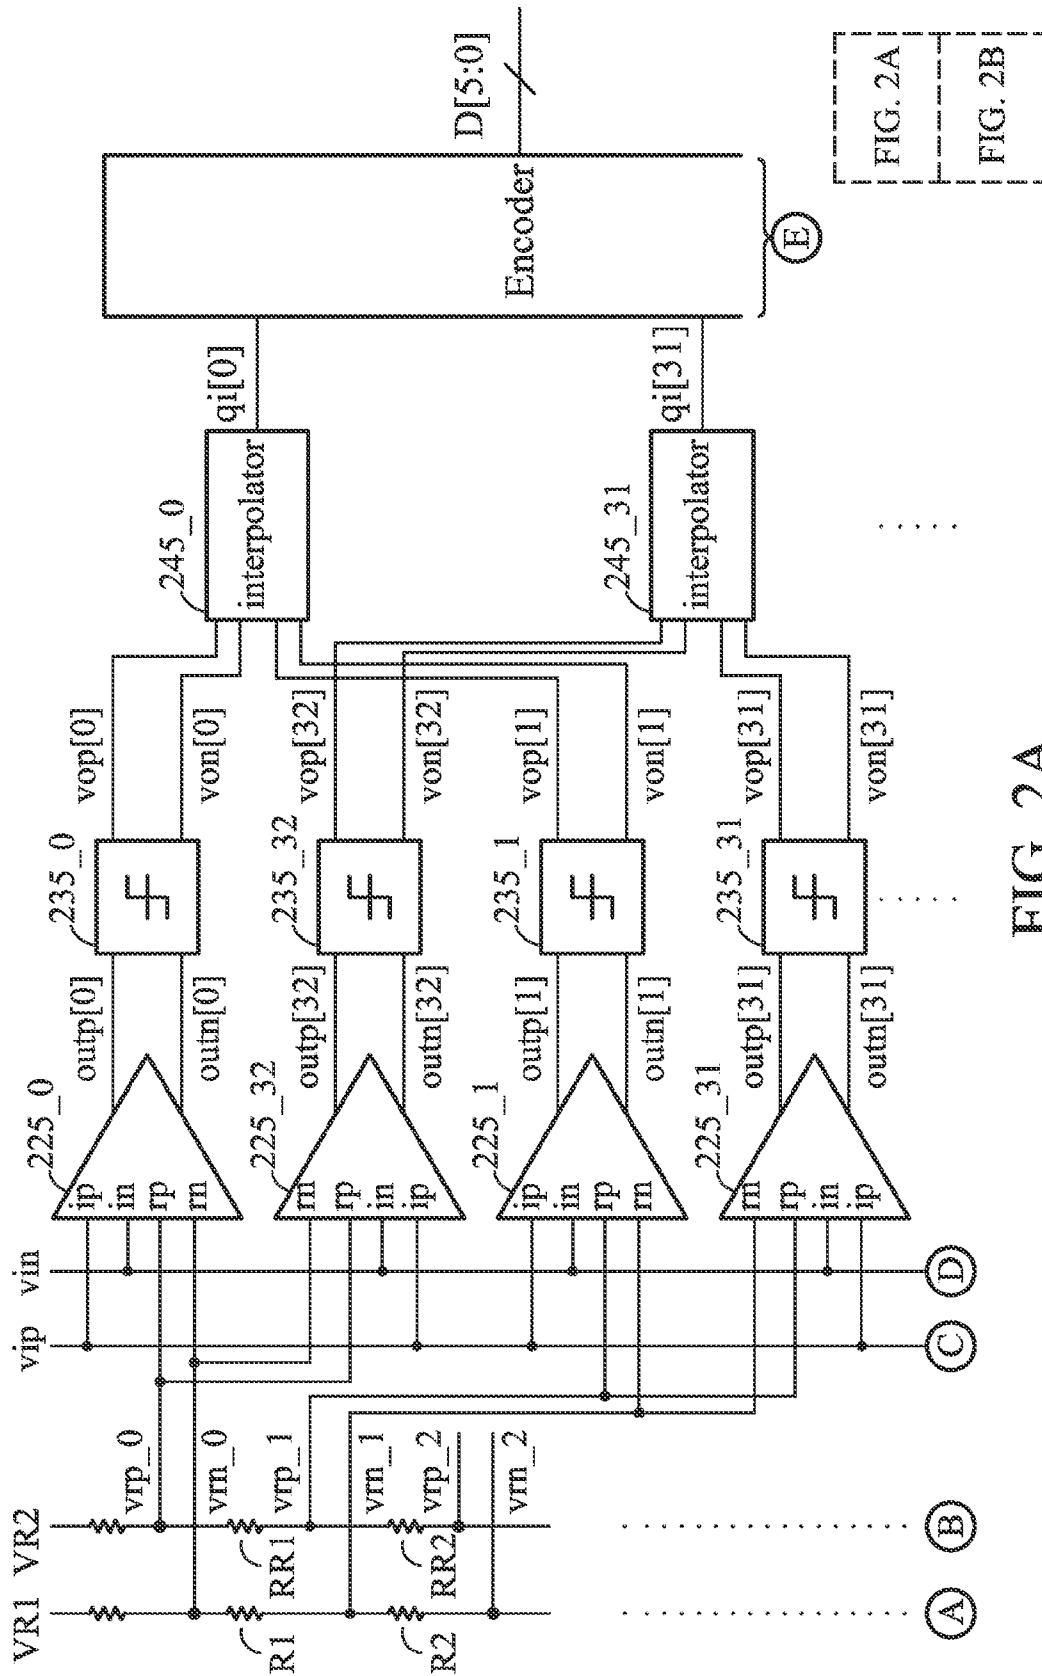 VR1
VR2
vip
vin
R1
RR1
R2
RR2
vrp_0
vrn_0
vrp_1
vrn_1
vrp_2
vrn_2
A
B
C
D
225_0
ip
in
rp
rn
225_32
rn
rp
in
ip
225_1
ip
in
rp
rn
225_31
rn
rp
in
ip
outp[0]
outn[0]
outp[32]
outn[32]
outp[1]
outn[1]
outp[31]
outn[31]
235_0
235_32
235_1
235_31
vop[0]
von[0]
vop[32]
von[32]
vop[1]
von[1]
vop[31]
von[31]
245_0
interpolator
245_31
interpolator
qi[0]
qi[31]
Encoder
E
D[5:0]
FIG. 2A
FIG. 2B
FIG. 2A